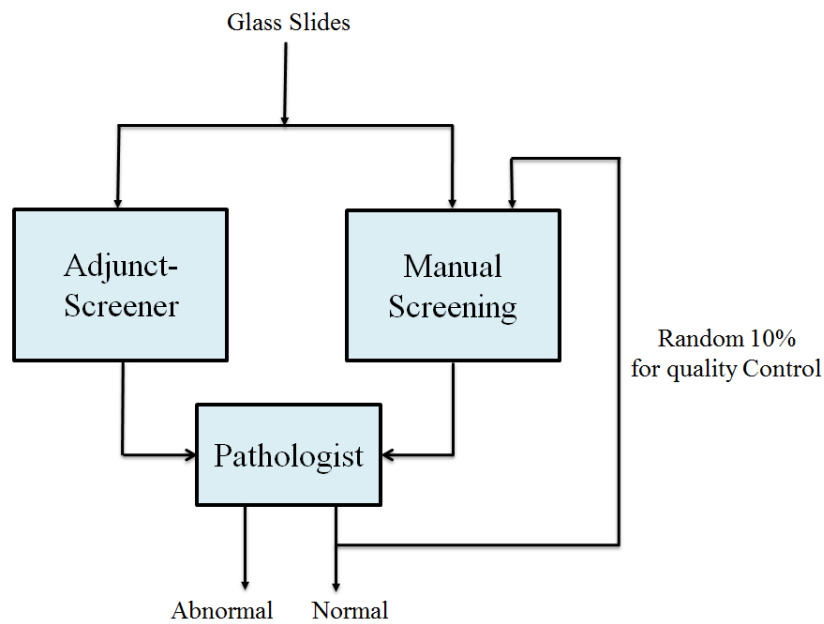 Glass Slides
Adjunct-
Screener
Manual
Screening
Random 10%
for quality Control
Pathologist
Abnormal
Normal